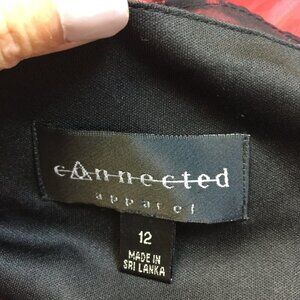 connected
apparel
12
MADE IN
SRI LANKA